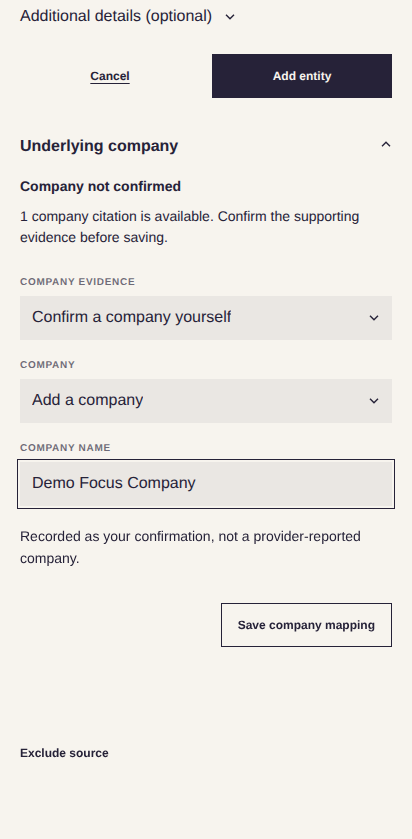 Additional details (optional)
Cancel
Add entity
Underlying company
Company not confirmed
1 company citation is available. Confirm the supporting
evidence before saving.
COMPANY EVIDENCE
Confirm a company yourself
COMPANY
Add a company
COMPANY NAME
Demo Focus Company
Recorded as your confirmation, not a provider-reported
company.
Save company mapping
Exclude source